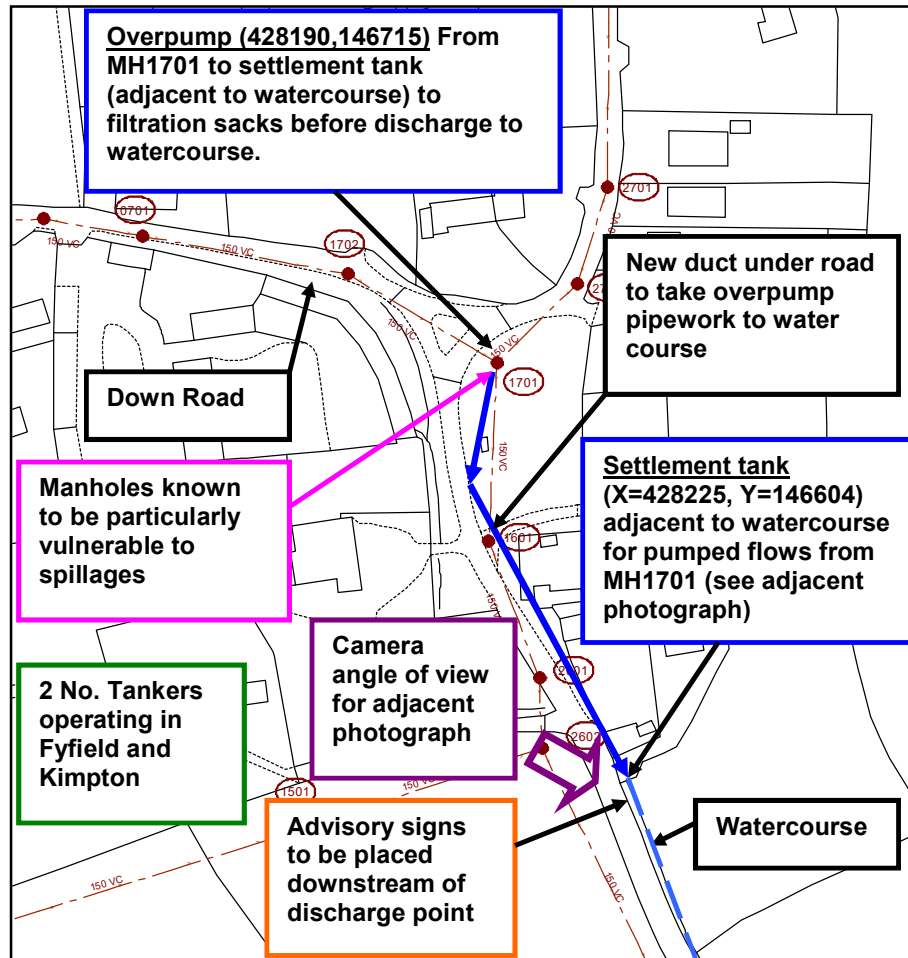 Overpump (428190,146715) From
MH1701 to settlement tank
(adjacent to watercourse) to
filtration sacks before discharge to
watercourse.
2701
0701
150 VC
150 VC
1702
New duct under road
to take overpump
pipework to water
course
150 VC
150 VC
1701
Down Road
150 VC
Manholes known
to be particularly
vulnerable to
spillages
Settlement tank
(X=428225, Y=146604)
adjacent to watercourse
for pumped flows from
MH1701 (see adjacent
photograph)
1601
Camera
angle of view
for adjacent
photograph
2 No. Tankers
operating in
Fyfield and
Kimpton
2602
1501
Advisory signs
to be placed
downstream of
discharge point
Watercourse
150 VC
150 VC